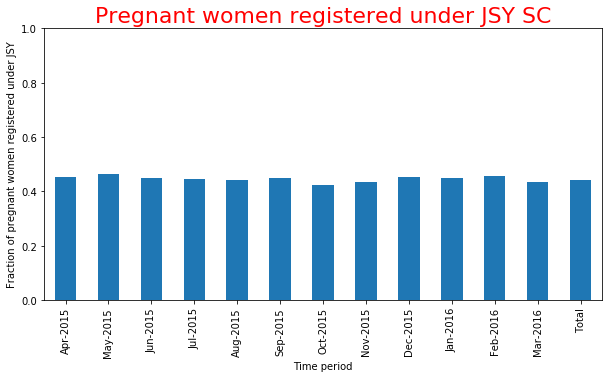 Pregnant women registered under JSY SC
Fraction of pregnant women registered under JSY
1.0
0.8
0.6
0.4
0.2
0.0
Apr-2015
May-2015
Jun-2015
Jul-2015
Aug-2015
Sep-2015
Oct-2015
Nov-2015
Dec-2015
Jan-2016
Feb-2016
Mar-2016
Total
Time period